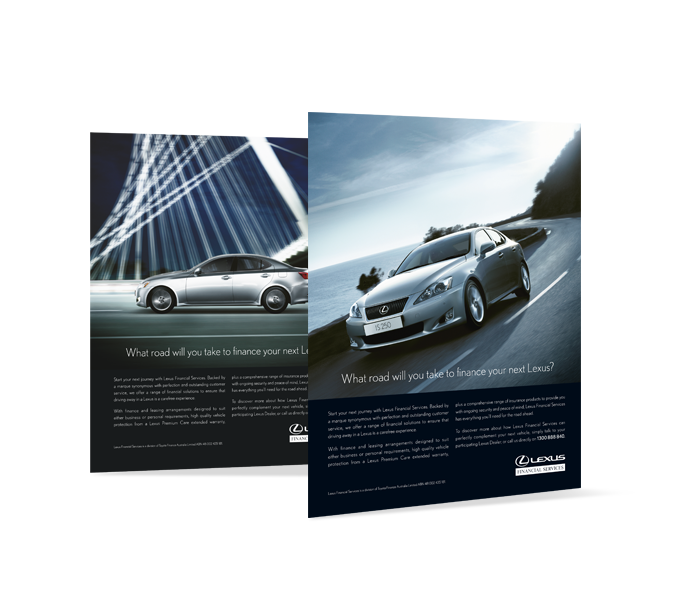 What road will you take to finance your next Le
Start your next journey with Lexus Financial Services. Backed by
a marque synonymous with perfection and outstanding customer
service, we offer a range of financial solutions to ensure that
driving away in a Lexus is a carefree experience.
With finance and leasing arrangements designed to suit
either business or personal requirements, high quality vehicle
protection from a Lexus Premium Care extended warranty,
plus a comprehensive range of insurance produc
with ongoing security and peace of mind, Lexus
has everything you'll need for the road ahead.
To discover more about how Lexus Financ
perfectly complement your next vehicle, s
participating Lexus Dealer, or call us directly o
FINANCIAL
IS 250
What road will you take to finance your next Lexus?
Start your next journey with Lexus Financial Services. Backed by
a marque synonymous with perfection and outstanding customer
service, we offer a range of financial solutions to ensure that
driving away in a Lexus is a carefree experience.
With finance and leasing arrangements designed to suit
either business or personal requirements, high quality vehicle
protection from a Lexus Premium Care extended warranty,
plus a comprehensive range of insurance products to provide you
with ongoing security and peace of mind, Lexus Financial Services
has everything you'll need for the road ahead.
To discover more about how Lexus Financial Services can
perfectly complement your next vehicle, simply talk to your
participating Lexus Dealer, or call us directly on 1300 888 840.
LEXUS
FINANCIAL SERVICES
Lexus Financial Services is a division of Toyota Finance Australia Limited